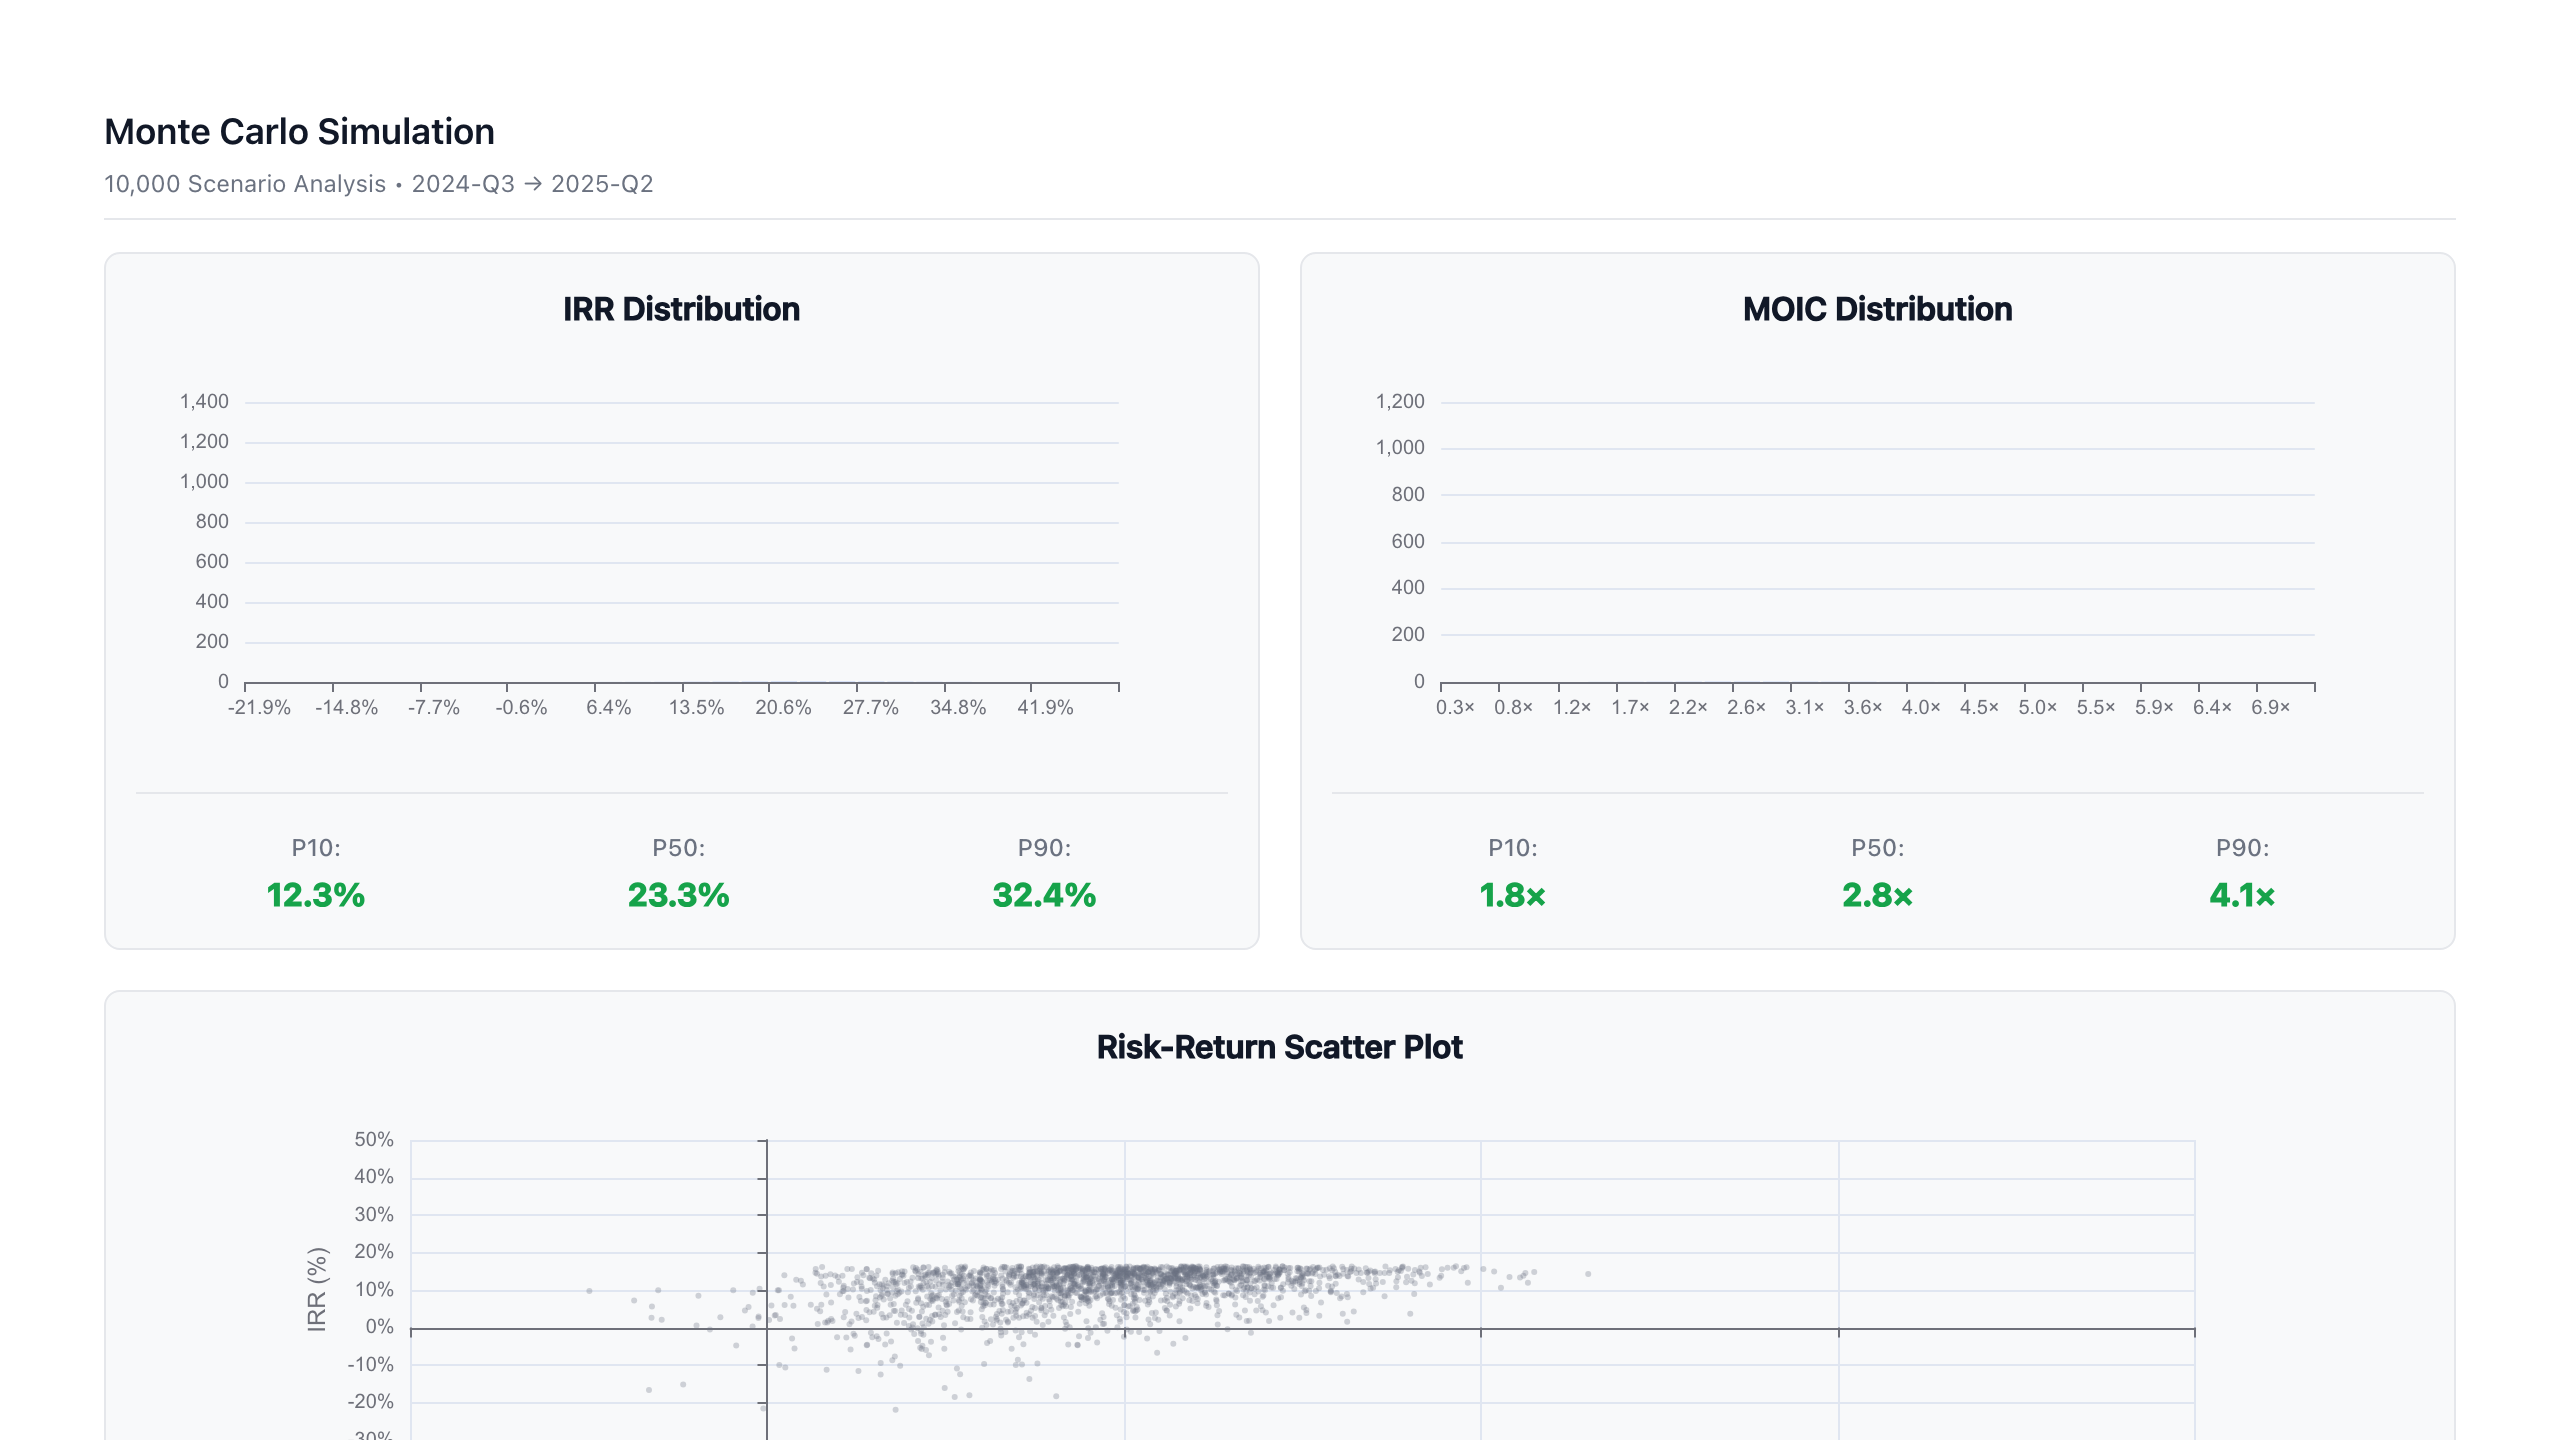 Monte Carlo Simulation
10,000 Scenario Analysis • 2024-Q3 → 2025-Q2
IRR Distribution
1,400
1,200
1,000
800
600
400
200
0
-21.9% -14.8% -7.7% -0.6% 6.4% 13.5% 20.6% 27.7% 34.8% 41.9%
P10: P50: P90:
12.3% 23.3% 32.4%
MOIC Distribution
1,200
1,000
800
600
400
200
0
0.3× 0.8× 1.2× 1.7× 2.2× 2.6× 3.1× 3.6× 4.0× 4.5× 5.0× 5.5× 5.9× 6.4× 6.9×
P10: P50: P90:
1.8× 2.8× 4.1×
Risk-Return Scatter Plot
IRR (%)
50%
40%
30%
20%
10%
0%
-10%
-20%
-30%